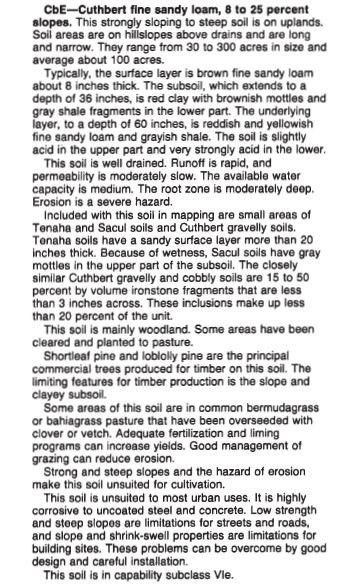 CbE—Cuthbert fine sandy loam, 8 to 25 percent
slopes. This strongly sloping to steep soil is on uplands.
Soil areas are on hillslopes above drains and are long
and narrow. They range from 30 to 300 acres in size and
average about 100 acres.
Typically, the surface layer is brown fine sandy loam
about 8 inches thick. The subsoil, which extends to a
depth of 36 inches, is red clay with brownish mottles and
gray shale fragments in the lower part. The underlying
layer, to a depth of 60 inches, is reddish and yellowish
fine sandy loam and grayish shale. The soil is slightly
acid in the upper part and very strongly acid in the lower.
This soil is well drained. Runoff is rapid, and
permeability is moderately slow. The available water
capacity is medium. The root zone is moderately deep.
Erosion is a severe hazard.
Included with this soil in mapping are small areas of
Tenaha and Sacul soils and Cuthbert gravelly soils.
Tenaha soils have a sandy surface layer more than 20
inches thick. Because of wetness, Sacul soils have gray
mottles in the upper part of the subsoil. The closely
similar Cuthbert gravelly and cobbly soils are 15 to 50
percent by volume ironstone fragments that are less
than 3 inches across. These inclusions make up less
than 20 percent of the unit.
This soil is mainly woodland. Some areas have been
cleared and planted to pasture.
Shortleaf pine and loblolly pine are the principal
commercial trees produced for timber on this soil. The
limiting features for timber production is the slope and
clayey subsoil.
Some areas of this soil are in common bermudagrass
or bahiagrass pasture that have been overseeded with
clover or vetch. Adequate fertilization and liming
programs can increase yields. Good management of
grazing can reduce erosion.
Strong and steep slopes and the hazard of erosion
make this soil unsuited for cultivation.
This soil is unsuited to most urban uses. It is highly
corrosive to uncoated steel and concrete. Low strength
and steep slopes are limitations for streets and roads,
and slope and shrink-swell properties are limitations for
building sites. These problems can be overcome by good
design and careful installation.
This soil is in capability subclass VIe.